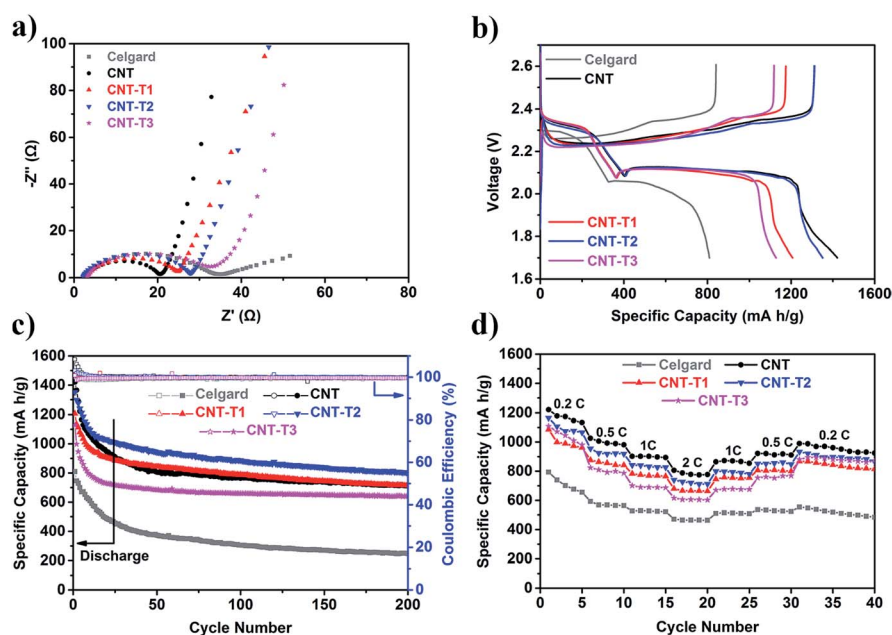 a)
100
80
60
40
20
0
-Z'' (Ω)
Celgard
CNT
CNT-T1
CNT-T2
CNT-T3
0 20 40 60 80
Z' (Ω)
b)
2.6
2.4
2.2
2.0
1.8
1.6
Voltage (V)
Celgard
CNT
CNT-T1
CNT-T2
CNT-T3
0 400 800 1200 1600
Specific Capacity (mA h/g)
c)
1600
1400
1200
1000
800
600
400
200
0
Specific Capacity (mA h/g)
Celgard CNT
CNT-T1 CNT-T2
CNT-T3
Discharge
100
80
60
40
20
0
Coulombic Efficiency (%)
0 50 100 150 200
Cycle Number
d)
1600
1400
1200
1000
800
600
400
200
0
Specific Capacity (mA h/g)
Celgard CNT
CNT-T1 CNT-T2
CNT-T3
0.2 C
0.5 C
1C
2 C
1C
0.5 C
0.2 C
0 5 10 15 20 25 30 35 40
Cycle Number